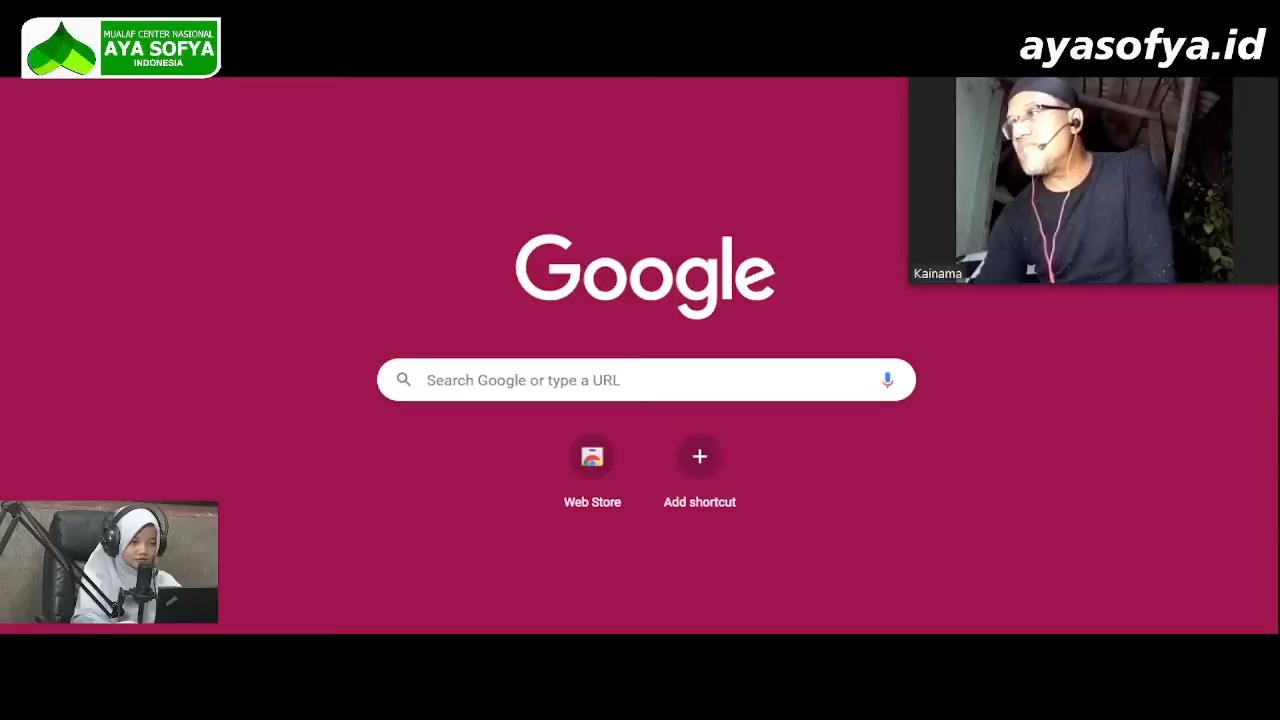 MUALAF CENTER NASIONAL
AYA SOFYA
INDONESIA
ayasofya.id
Kainama
Google
Search Google or type a URL
Web Store
Add shortcut